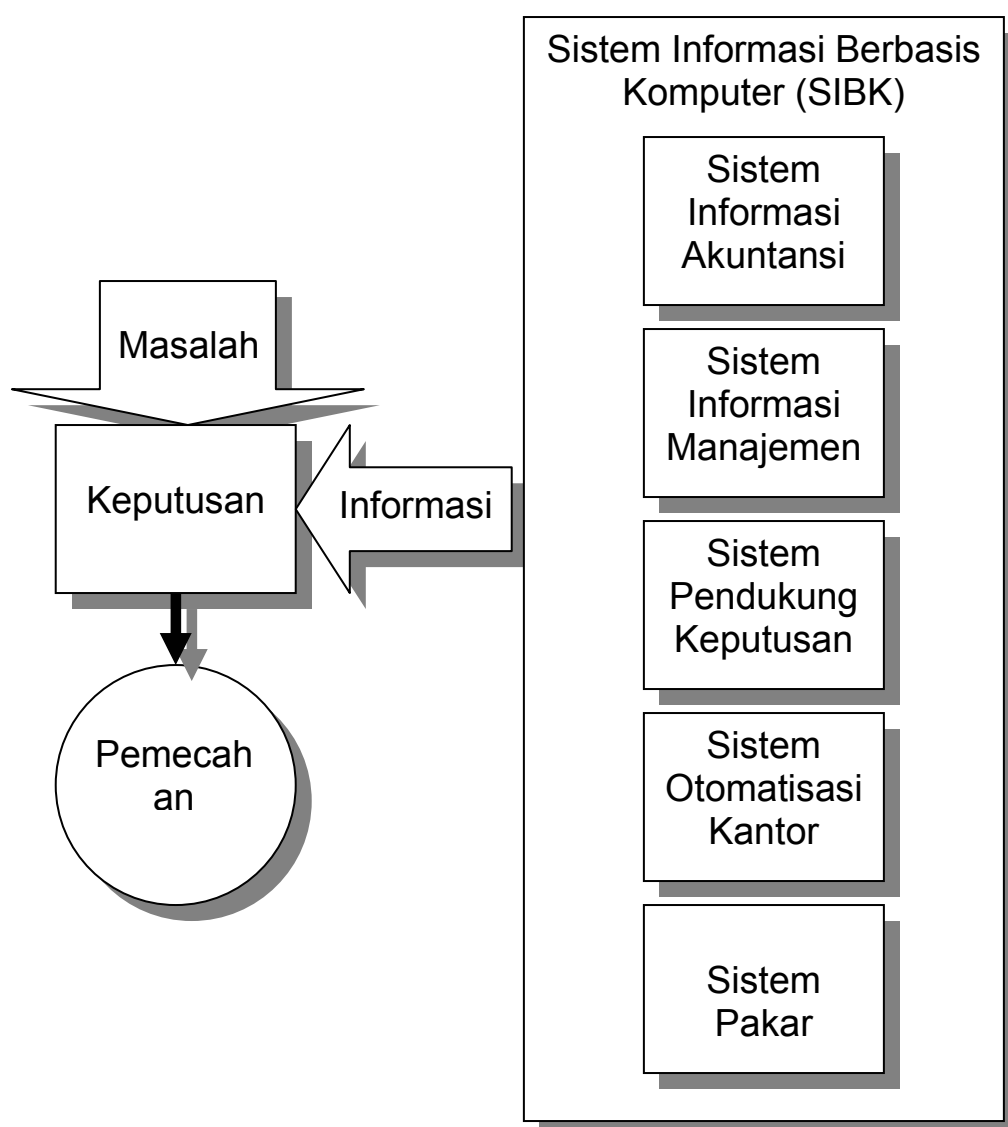 Sistem Informasi Berbasis
Komputer (SIBK)
Sistem
Informasi
Akuntansi
Masalah
Sistem
Informasi
Manajemen
Keputusan
Informasi
Sistem
Pendukung
Keputusan
Pemecah
an
Sistem
Otomatisasi
Kantor
Sistem
Pakar